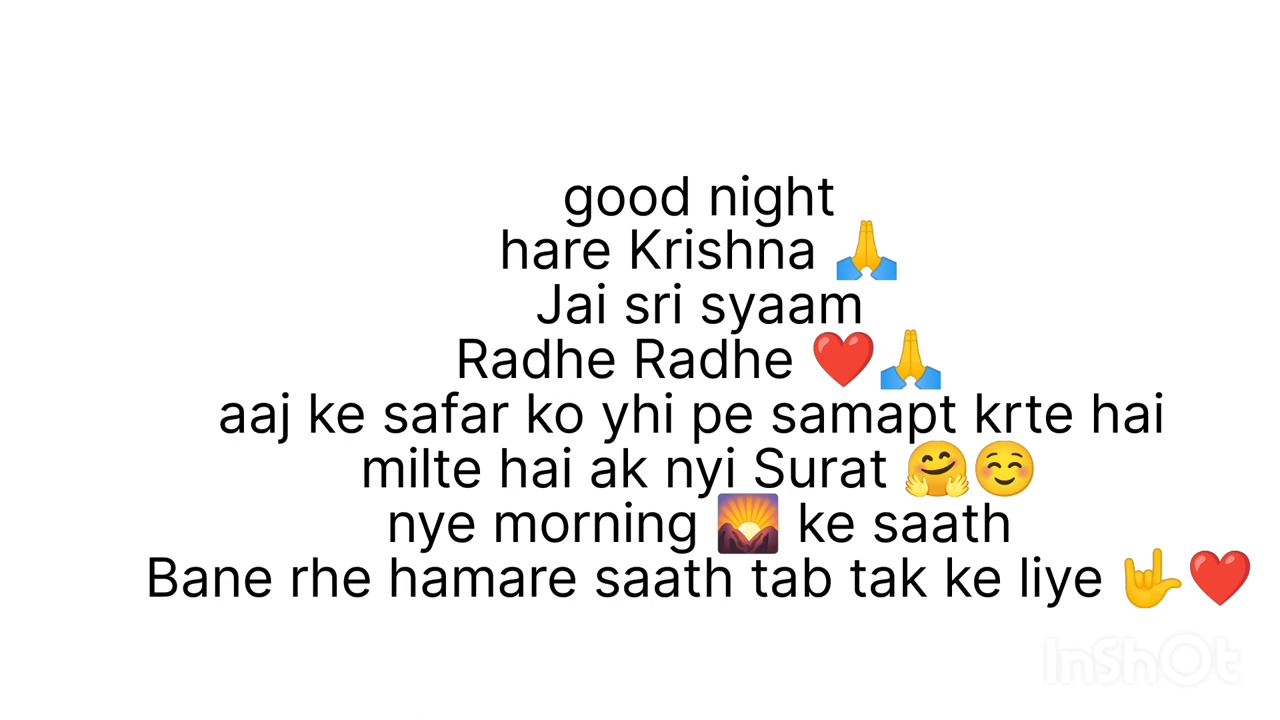 good night
hare Krishna 🙏
Jai sri syaam
Radhe Radhe ❤️🙏
aaj ke safar ko yhi pe samapt krte hai
milte hai ak nyi Surat 🤗☺️
nye morning 🌄 ke saath
Bane rhe hamare saath tab tak ke liye 🤟❤️
InShOt